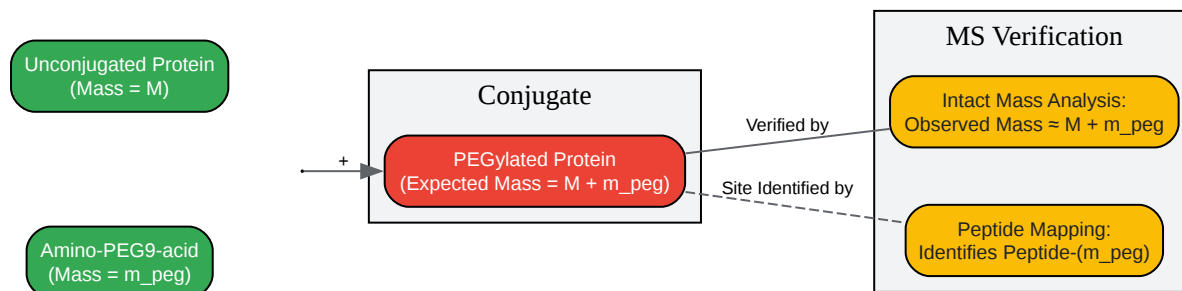 Unconjugated Protein
(Mass = M)
Amino-PEG9-acid
(Mass = m_peg)
+
Conjugate
PEGylated Protein
(Expected Mass = M + m_peg)
Verified by
Site Identified by
MS Verification
Intact Mass Analysis:
Observed Mass ≈ M + m_peg
Peptide Mapping:
Identifies Peptide-(m_peg)